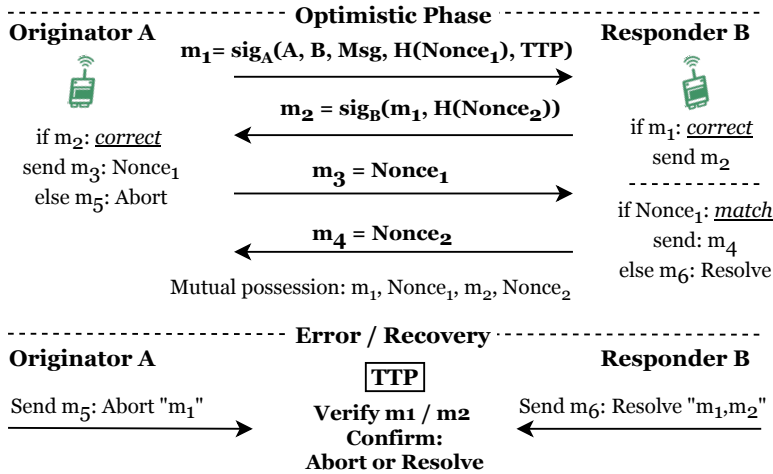 Optimistic Phase
Originator A
Responder B
m₁= sig_A(A, B, Msg, H(Nonce₁), TTP)
m₂ = sig_B(m₁, H(Nonce₂))
if m₂: correct
send m₃: Nonce₁
else m₅: Abort
if m₁: correct
send m₂
m₃ = Nonce₁
if Nonce₁: match
send: m₄
else m₆: Resolve
m₄ = Nonce₂
Mutual possession: m₁, Nonce₁, m₂, Nonce₂
Error / Recovery
Originator A
Responder B
TTP
Send m₅: Abort "m₁"
Send m₆: Resolve "m₁,m₂"
Verify m1 / m2
Confirm:
Abort or Resolve